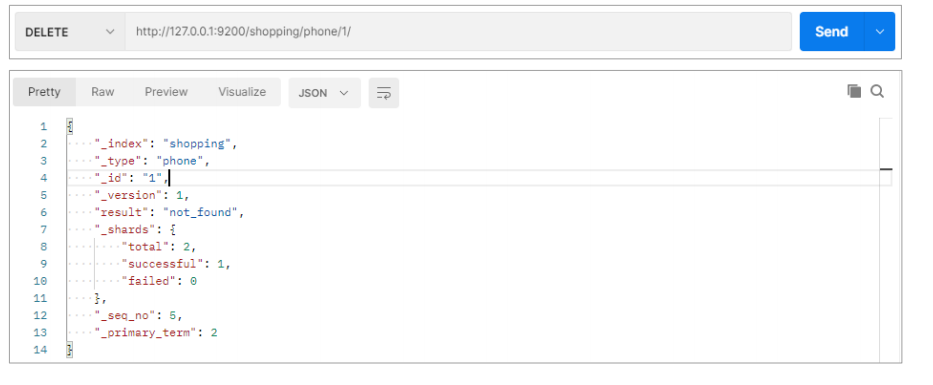 DELETE http://127.0.0.1:9200/shopping/phone/1/ Send
Pretty Raw Preview Visualize JSON
1 {
2 "_index": "shopping",
3 "_type": "phone",
4 "_id": "1",
5 "_version": 1,
6 "result": "not_found",
7 "_shards": {
8 "total": 2,
9 "successful": 1,
10 "failed": 0
11 },
12 "_seq_no": 5,
13 "_primary_term": 2
14 }